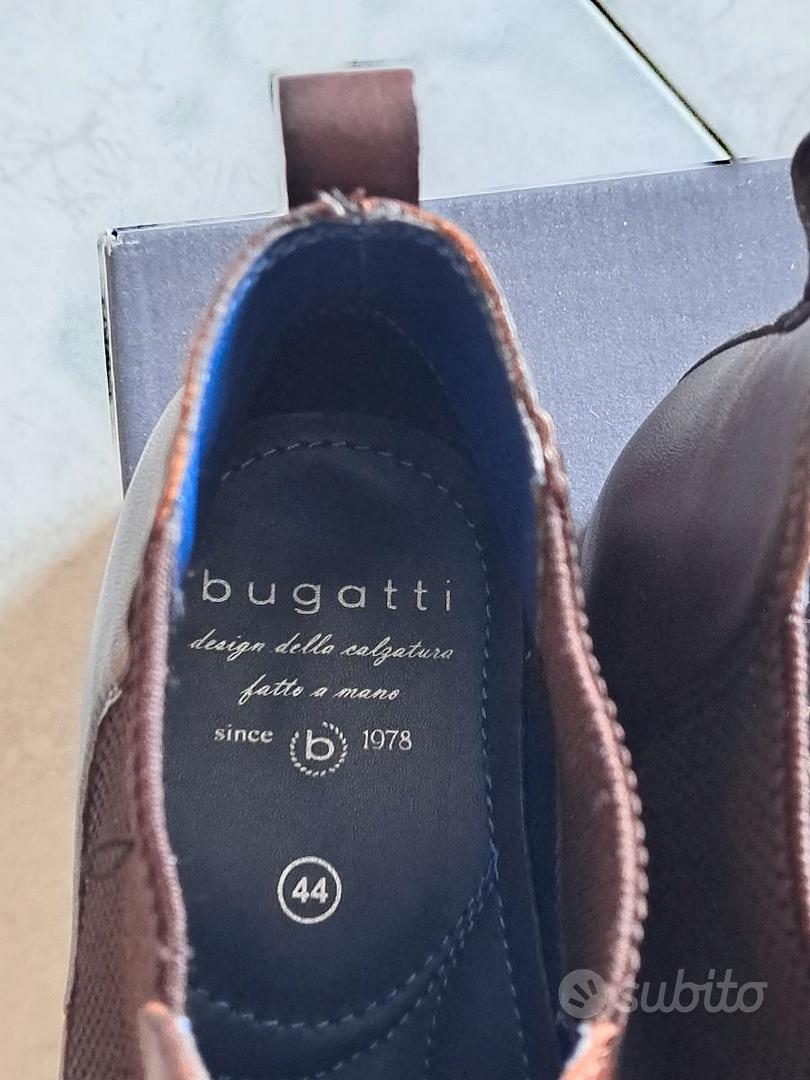 bugatti
design della calzatura
fatto a mano
since b 1978
44
subito